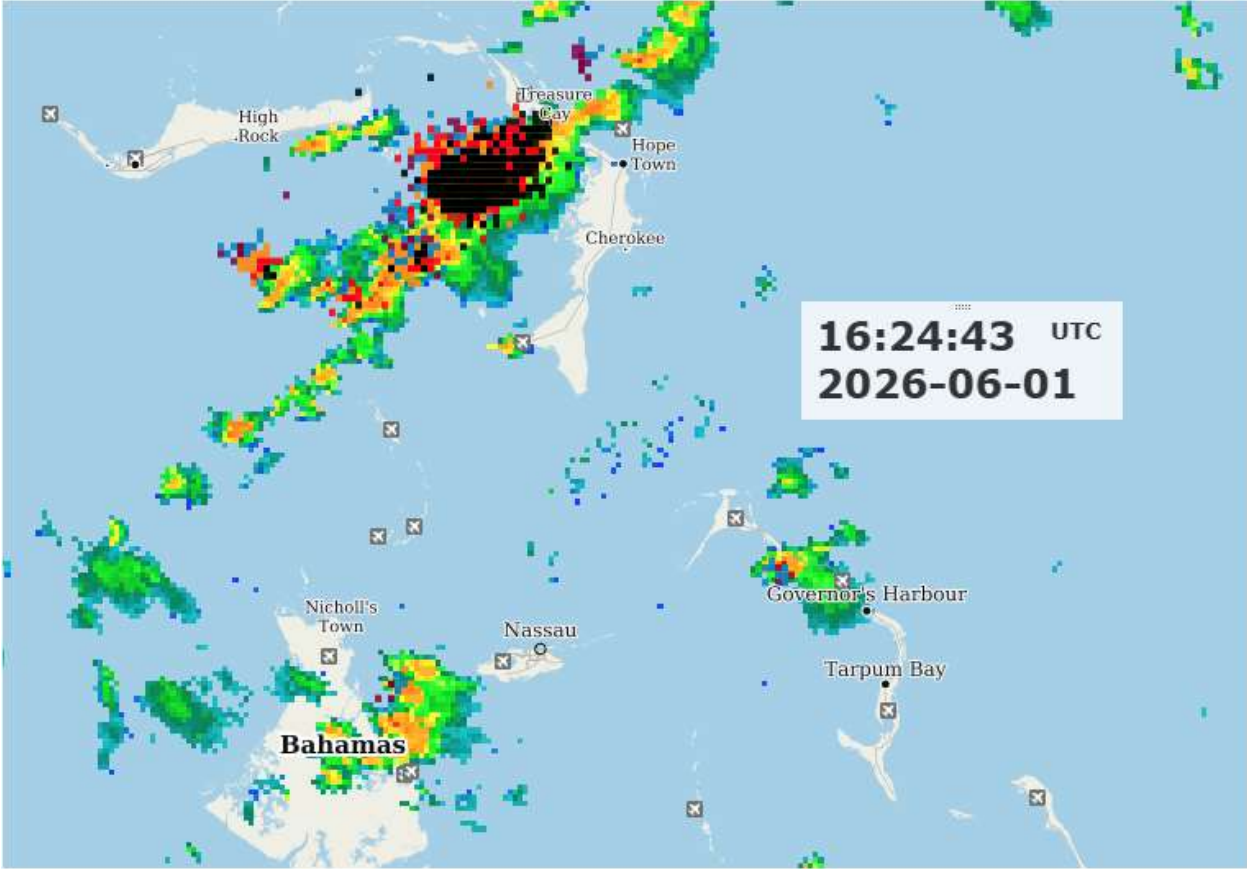 Treasure
Cay
High
Rock
Hope
Town
Cherokee
16:24:43 UTC
2026-06-01
Governor's Harbour
Nicholl's
Town
Nassau
Tarpum Bay
Bahamas